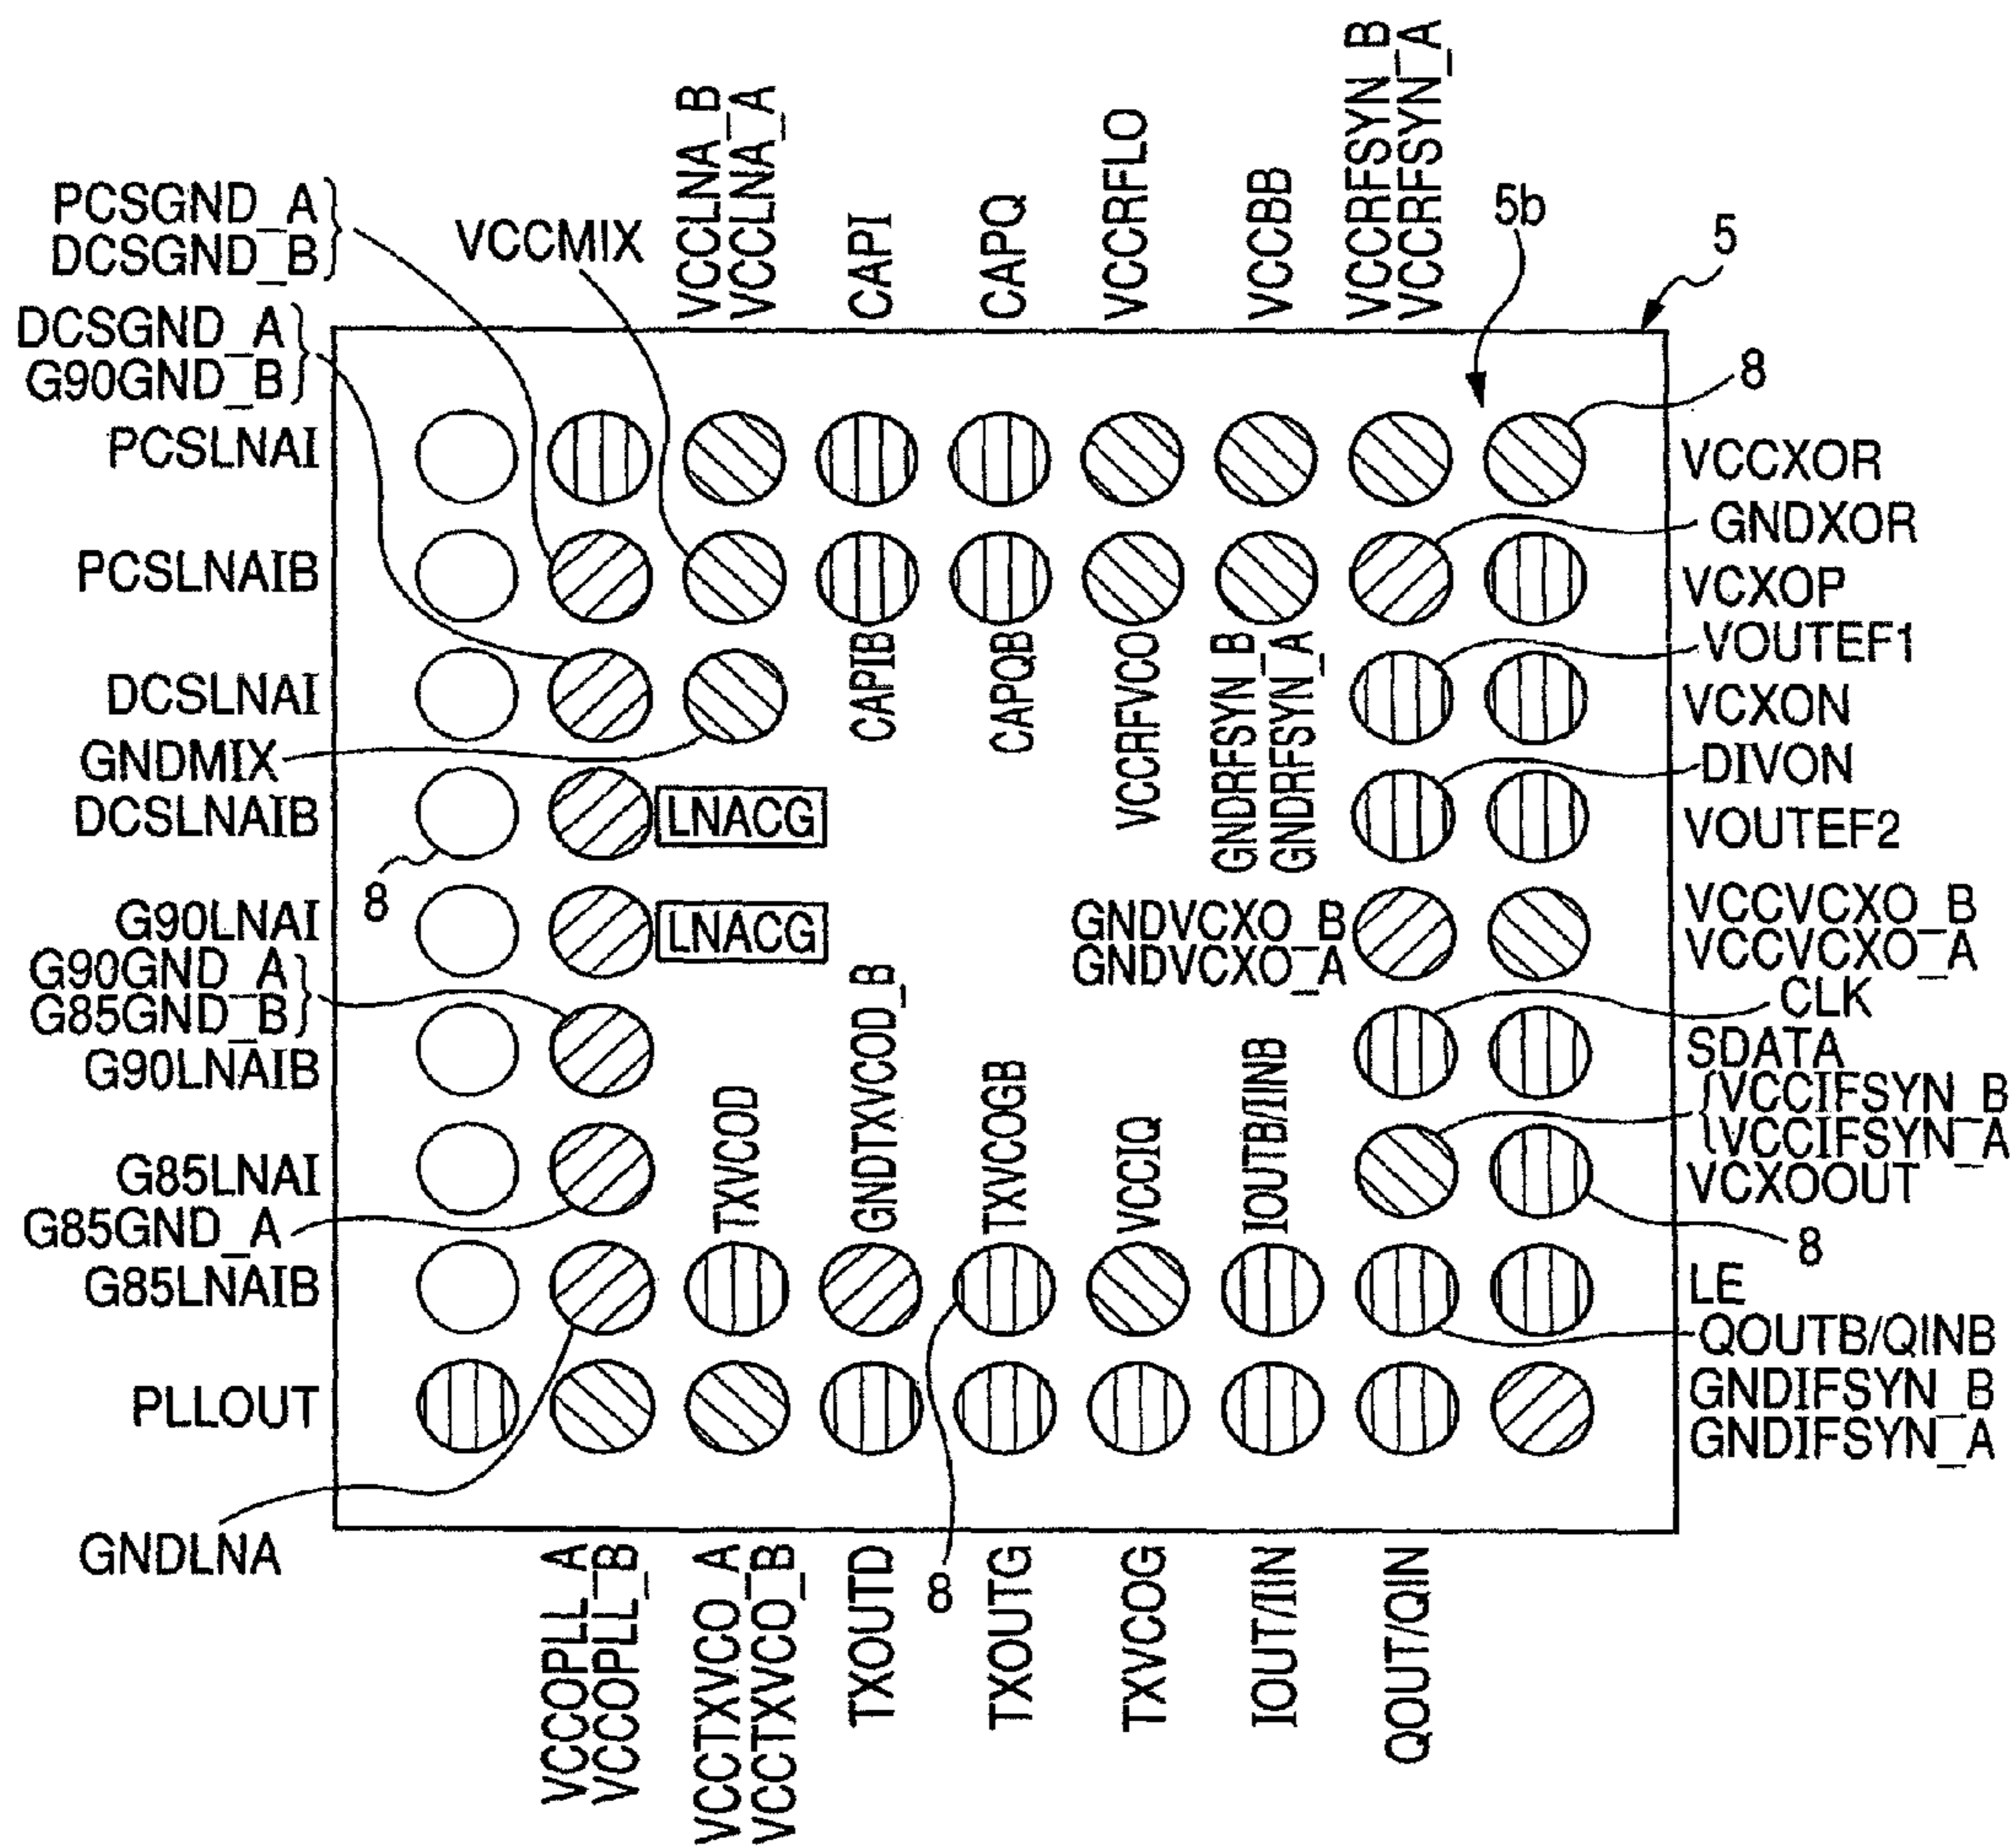 VCCLNA_B
VCCLNA_A
CAPI
CAPQ
VCCRFLO
VCCBB
VCCRFSYN_B
VCCRFSYN_A
5b
5
PCSGND_A
DCSGND_B
VCCMIX
DCSGND_A
G90GND_B
8
PCSLNAI
VCCXOR
GNDXOR
PCSLNAIB
VCXOP
CAPIB
CAPQB
VCCRFVCO
GNDRFSYN_B
GNDRFSYN_A
VOUTEF1
DCSLNAI
VCXON
GNDMIX
DIVON
DCSLNAIB
LNACG
VOUTEF2
8
G90LNAI
LNACG
GNDVCXO_B
GNDVCXO_A
VCCVCXO_B
VCCVCXO_A
G90GND_A
G85GND_B
CLK
G90LNAIB
SDATA
TXVCOD
GNDTXVCOD_B
TXVCOGB
VCCIQ
IOUTB/IINB
VCCIFSYN_B
VCCIFSYN_A
G85LNAI
VCXOOUT
G85GND_A
8
G85LNAIB
LE
QOUTB/QINB
PLLOUT
GNDIFSYN_B
GNDIFSYN_A
GNDLNA
8
VCCOPLL_A
VCCOPLL_B
VCCTXVCO_A
VCCTXVCO_B
TXOUTD
TXOUTG
TXVCOG
IOUT/IIN
QOUT/QIN